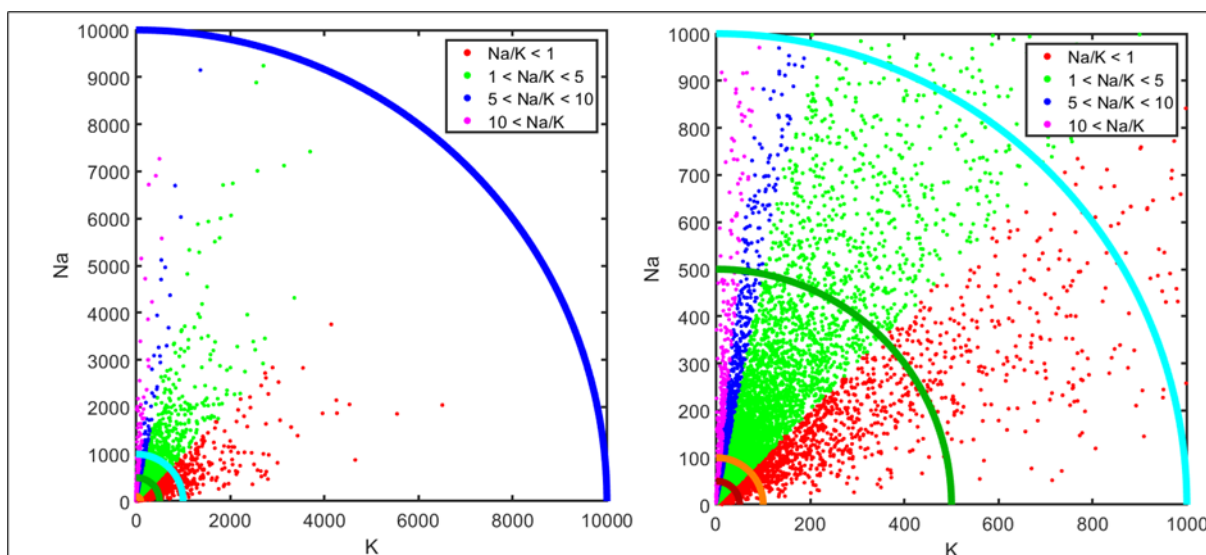 10000
9000
8000
7000
6000
5000
4000
3000
2000
1000
0
Na
0 2000 4000 6000 8000 10000
K
Na/K < 1
1 < Na/K < 5
5 < Na/K < 10
10 < Na/K
1000
900
800
700
600
500
400
300
200
100
0
Na
0 200 400 600 800 1000
K
Na/K < 1
1 < Na/K < 5
5 < Na/K < 10
10 < Na/K